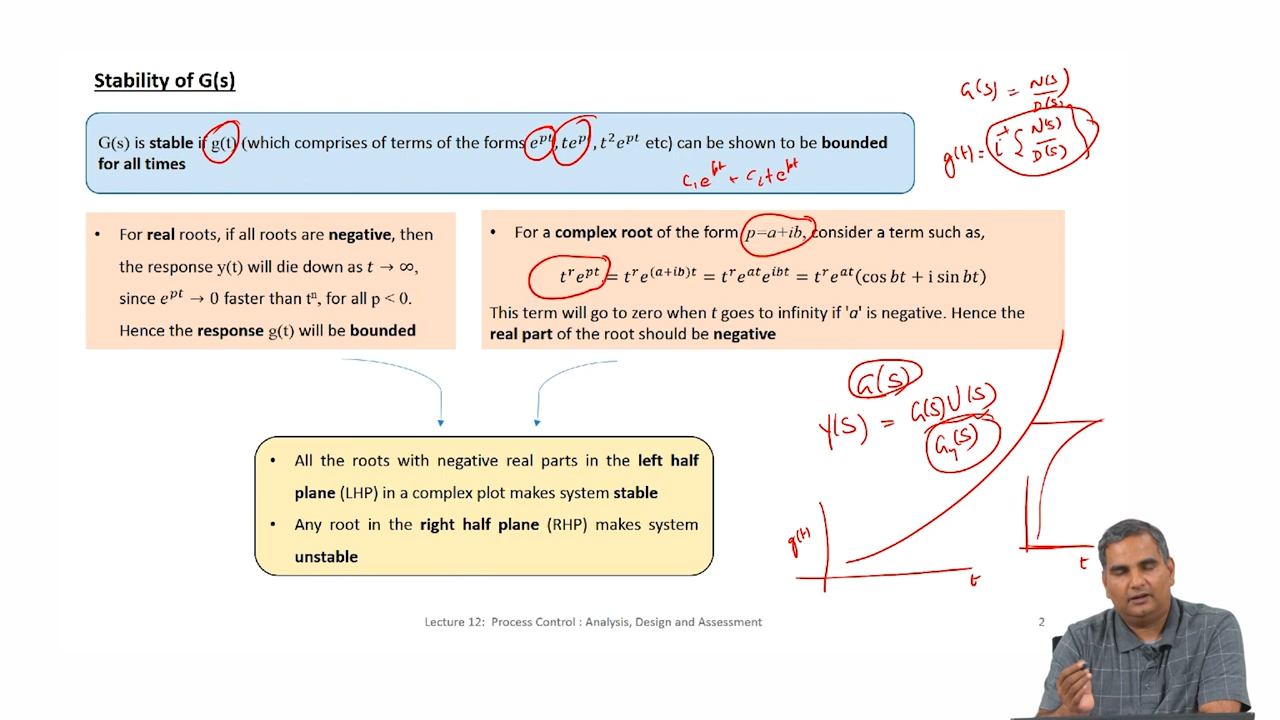 Stability of G(s)
G(s) is stable if g(t) (which comprises of terms of the forms e^{pt}, te^{pt}, t²e^{pt} etc) can be shown to be bounded
for all times
c₁e^{pt} + c₂te^{pt}
G(s) = N(s)/D(s)
g(t) = L⁻¹{N(s)/D(s)
• For real roots, if all roots are negative, then
the response y(t) will die down as t → ∞,
since e^{pt} → 0 faster than tⁿ, for all p < 0.
Hence the response g(t) will be bounded
• For a complex root of the form p=a+ib, consider a term such as,
t^r e^{pt} = t^r e^{(a+ib)t} = t^r e^{at}e^{ibt} = t^r e^{at}(cos bt + i sin bt)
This term will go to zero when t goes to infinity if 'a' is negative. Hence the
real part of the root should be negative
G(s)
Y(s) = G(s)U(s)
g(t)
t
t
• All the roots with negative real parts in the left half
plane (LHP) in a complex plot makes system stable
• Any root in the right half plane (RHP) makes system
unstable
Lecture 12: Process Control : Analysis, Design and Assessment
2